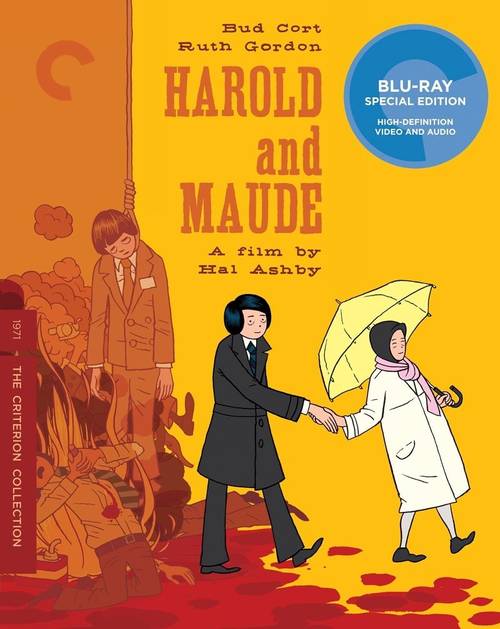 Bud Cort
Ruth Gordon
HAROLD
and
MAUDE
A film by
Hal Ashby
BLU-RAY
SPECIAL EDITION
HIGH-DEFINITION
VIDEO AND AUDIO
1971 THE CRITERION COLLECTION